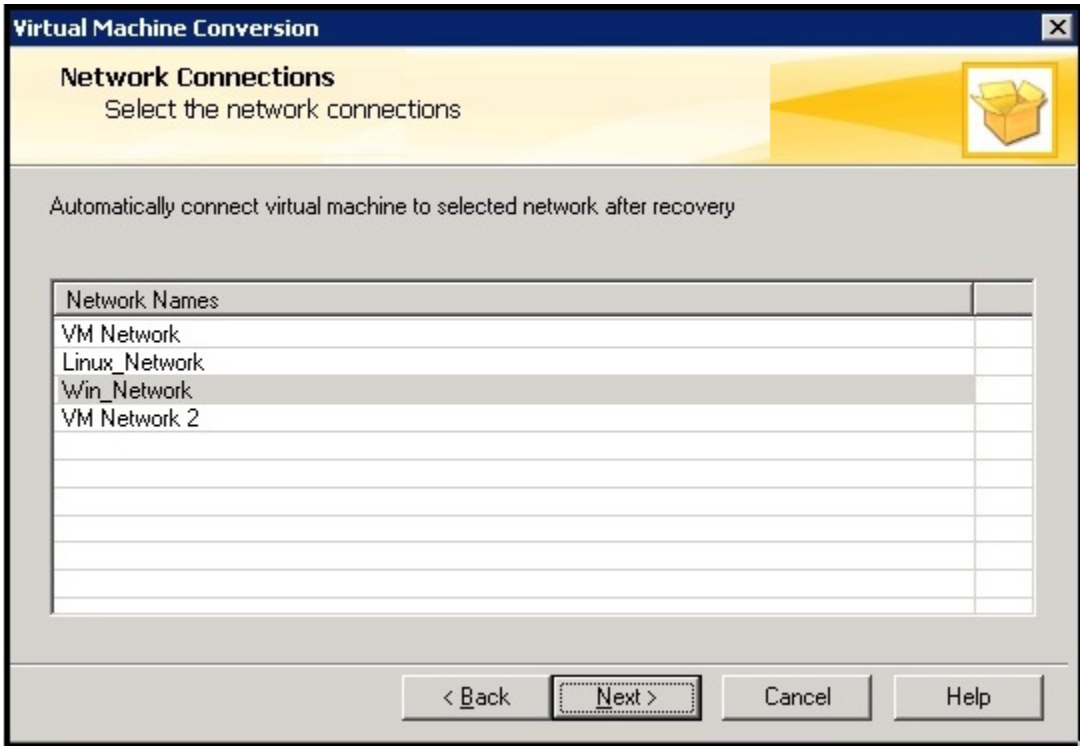 Virtual Machine Conversion
Network Connections
Select the network connections
Automatically connect virtual machine to selected network after recovery
Network Names
VM Network
Linux_Network
Win_Network
VM Network 2
< Back Next > Cancel Help